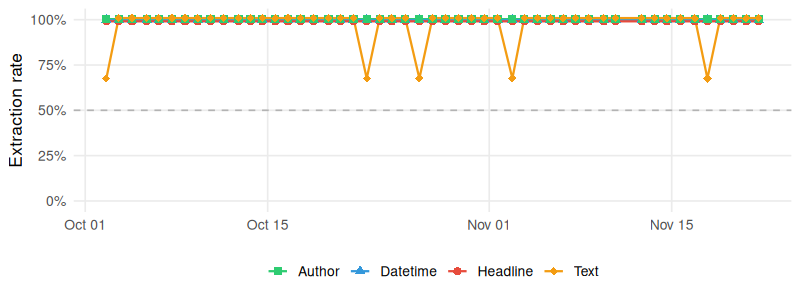 Extraction rate
100%
75%
50%
25%
0%
Oct 01 Oct 15 Nov 01 Nov 15
Author Datetime Headline Text